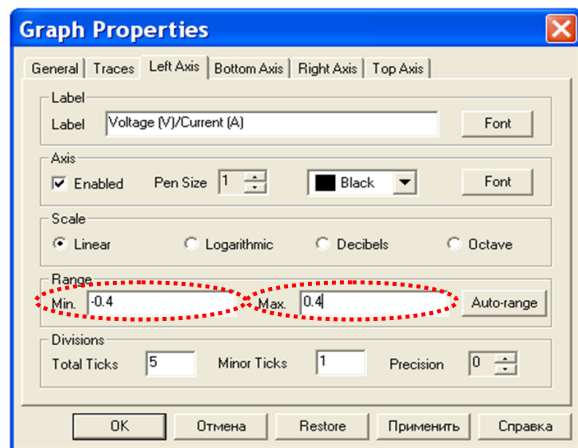 Graph Properties
General Traces Left Axis Bottom Axis Right Axis Top Axis
Label
Label Voltage (V)/Current (A) Font
Axis
Enabled Pen Size 1 Black Font
Scale
Linear Logarithmic Decibels Octave
Range
Min. -0.4 Max. 0.4 Auto-range
Divisions
Total Ticks 5 Minor Ticks 1 Precision 0
OK Отмена Restore Применить Справка